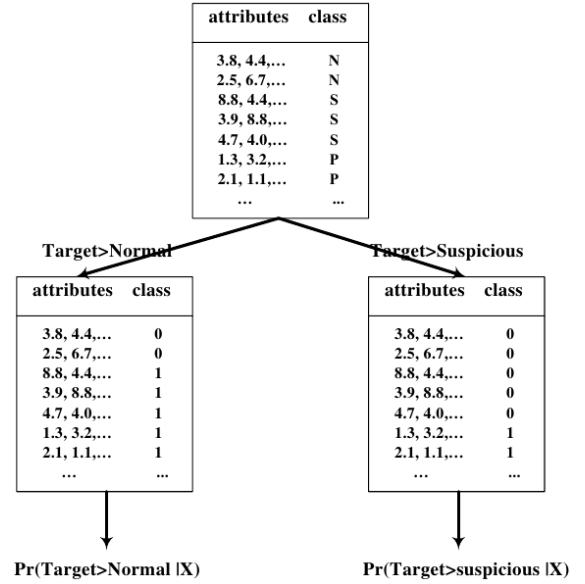 attributes class
3.8, 4.4,... N
2.5, 6.7,... N
8.8, 4.4,... S
3.9, 8.8,... S
4.7, 4.0,... S
1.3, 3.2,... P
2.1, 1.1,... P
... ...
Target>Normal
Target>Suspicious
attributes class
3.8, 4.4,... 0
2.5, 6.7,... 0
8.8, 4.4,... 1
3.9, 8.8,... 1
4.7, 4.0,... 1
1.3, 3.2,... 1
2.1, 1.1,... 1
... ...
Pr(Target>Normal |X)
attributes class
3.8, 4.4,... 0
2.5, 6.7,... 0
8.8, 4.4,... 0
3.9, 8.8,... 0
4.7, 4.0,... 0
1.3, 3.2,... 1
2.1, 1.1,... 1
... ...
Pr(Target>suspicious |X)